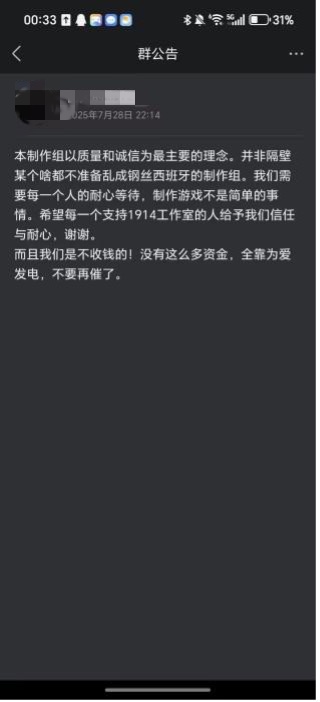 00:33
5G
31%
群公告
2025年7月28日 22:14
本制作组以质量和诚信为最主要的理念。并非隔壁
某个啥都不准备乱成钢丝西班牙的制作组。我们需
要每一个人的耐心等待，制作游戏不是简单的事
情。希望每一个支持1914工作室的人给予我们信任
与耐心，谢谢。
而且我们是不收钱的！没有这么多资金，全靠为爱
发电，不要再催了。